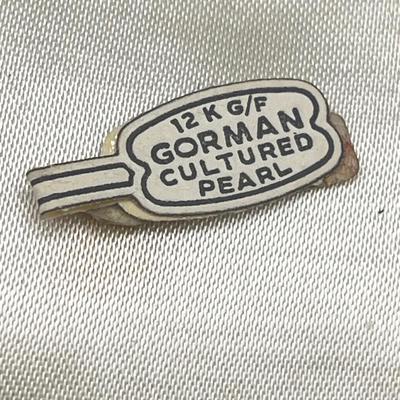 12 K G/F
GORMAN
CULTURED
PEARL